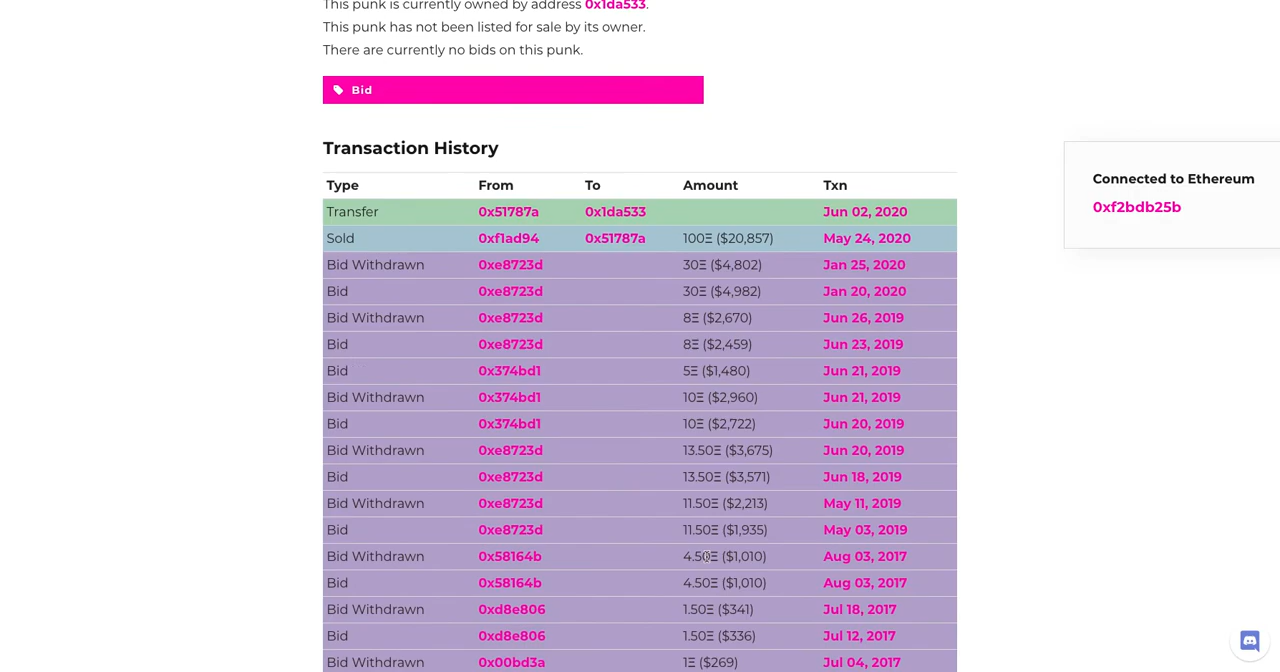 This punk is currently owned by address 0x1da533.
This punk has not been listed for sale by its owner.
There are currently no bids on this punk.
Bid
Transaction History
Type From To Amount Txn
Transfer 0x51787a 0x1da533 Jun 02, 2020
Sold 0xf1ad94 0x51787a 100Ξ ($20,857) May 24, 2020
Bid Withdrawn 0xe8723d 30Ξ ($4,802) Jan 25, 2020
Bid 0xe8723d 30Ξ ($4,982) Jan 20, 2020
Bid Withdrawn 0xe8723d 8Ξ ($2,670) Jun 26, 2019
Bid 0xe8723d 8Ξ ($2,459) Jun 23, 2019
Bid 0x374bd1 5Ξ ($1,480) Jun 21, 2019
Bid Withdrawn 0x374bd1 10Ξ ($2,960) Jun 21, 2019
Bid 0x374bd1 10Ξ ($2,722) Jun 20, 2019
Bid Withdrawn 0xe8723d 13.50Ξ ($3,675) Jun 20, 2019
Bid 0xe8723d 13.50Ξ ($3,571) Jun 18, 2019
Bid Withdrawn 0xe8723d 11.50Ξ ($2,213) May 11, 2019
Bid 0xe8723d 11.50Ξ ($1,935) May 03, 2019
Bid Withdrawn 0x58164b 4.50Ξ ($1,010) Aug 03, 2017
Bid 0x58164b 4.50Ξ ($1,010) Aug 03, 2017
Bid Withdrawn 0xd8e806 1.50Ξ ($341) Jul 18, 2017
Bid 0xd8e806 1.50Ξ ($336) Jul 12, 2017
Bid Withdrawn 0x00bd3a 1Ξ ($269) Jul 04, 2017
Connected to Ethereum
0xf2bdb25b